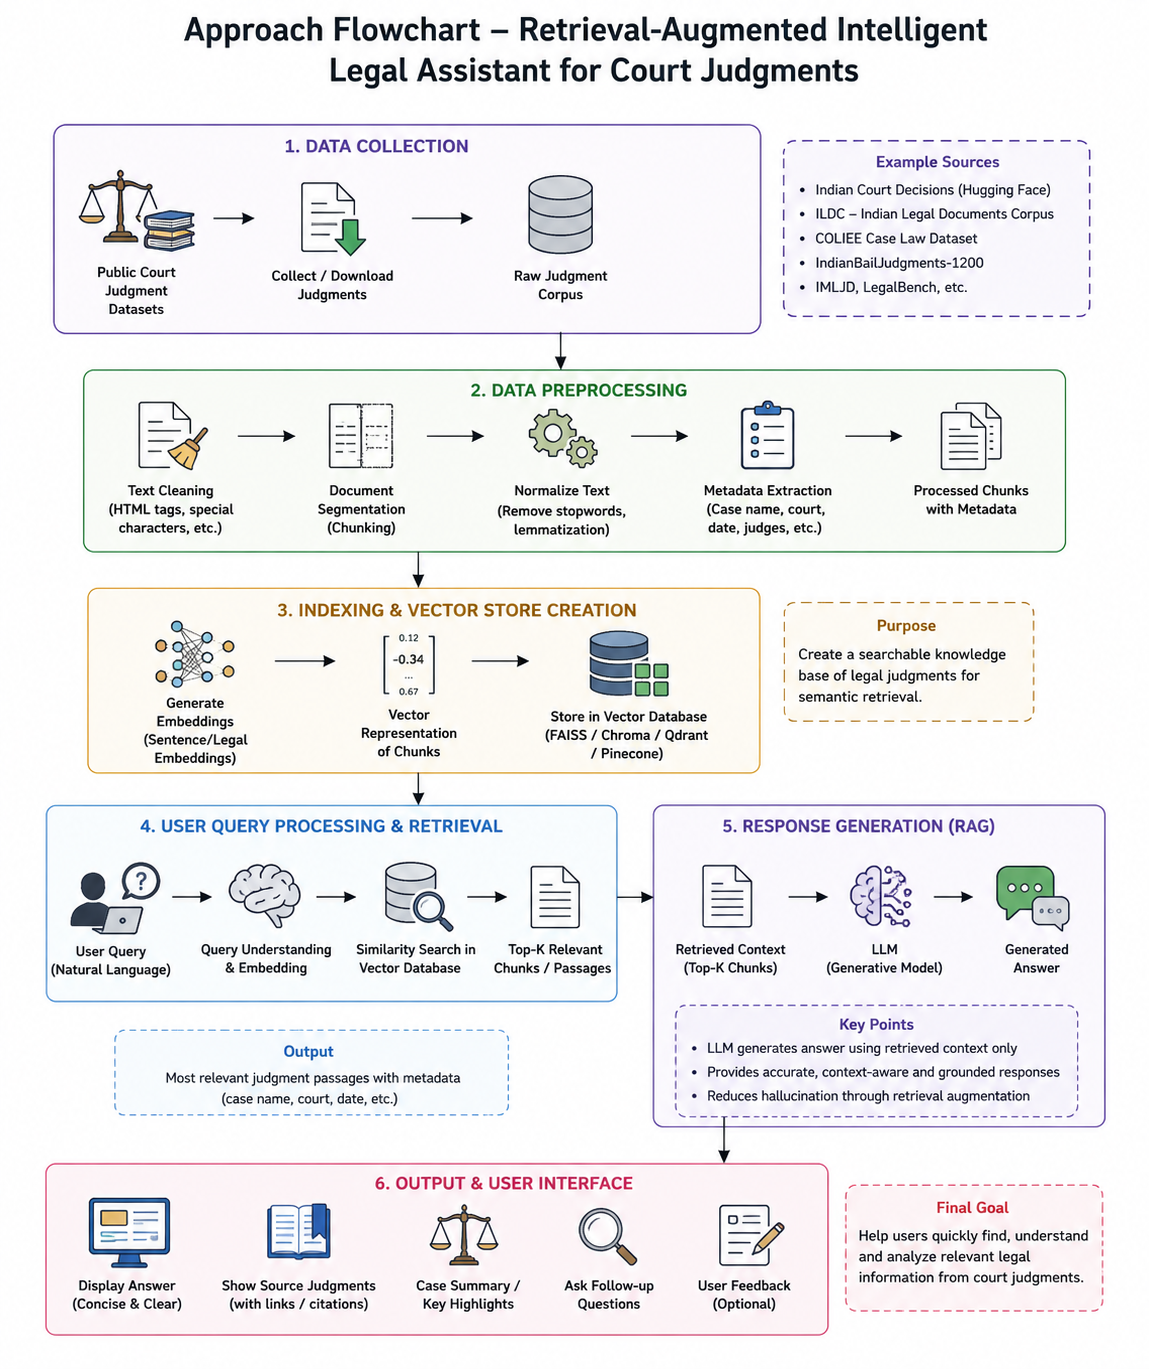 Approach Flowchart – Retrieval-Augmented Intelligent
Legal Assistant for Court Judgments
1. DATA COLLECTION
Public Court
Judgment
Datasets
Collect / Download
Judgments
Raw Judgment
Corpus
Example Sources
• Indian Court Decisions (Hugging Face)
• ILDC – Indian Legal Documents Corpus
• COLIEE Case Law Dataset
• IndianBailJudgments-1200
• IMLJD, LegalBench, etc.
2. DATA PREPROCESSING
Text Cleaning
(HTML tags, special
characters, etc.)
Document
Segmentation
(Chunking)
Normalize Text
(Remove stopwords,
lemmatization)
Metadata Extraction
(Case name, court,
date, judges, etc.)
Processed Chunks
with Metadata
3. INDEXING & VECTOR STORE CREATION
Generate
Embeddings
(Sentence/Legal
Embeddings)
0.12
-0.34
...
0.67
Vector
Representation
of Chunks
Store in Vector Database
(FAISS / Chroma / Qdrant
/ Pinecone)
Purpose
Create a searchable knowledge
base of legal judgments for
semantic retrieval.
4. USER QUERY PROCESSING & RETRIEVAL
?
User Query
(Natural Language)
Query Understanding
& Embedding
Similarity Search in
Vector Database
Top-K Relevant
Chunks / Passages
Output
Most relevant judgment passages with metadata
(case name, court, date, etc.)
5. RESPONSE GENERATION (RAG)
Retrieved Context
(Top-K Chunks)
LLM
(Generative Model)
Generated
Answer
Key Points
• LLM generates answer using retrieved context only
• Provides accurate, context-aware and grounded responses
• Reduces hallucination through retrieval augmentation
6. OUTPUT & USER INTERFACE
Display Answer
(Concise & Clear)
Show Source Judgments
(with links / citations)
Case Summary /
Key Highlights
Ask Follow-up
Questions
User Feedback
(Optional)
Final Goal
Help users quickly find, understand
and analyze relevant legal
information from court judgments.